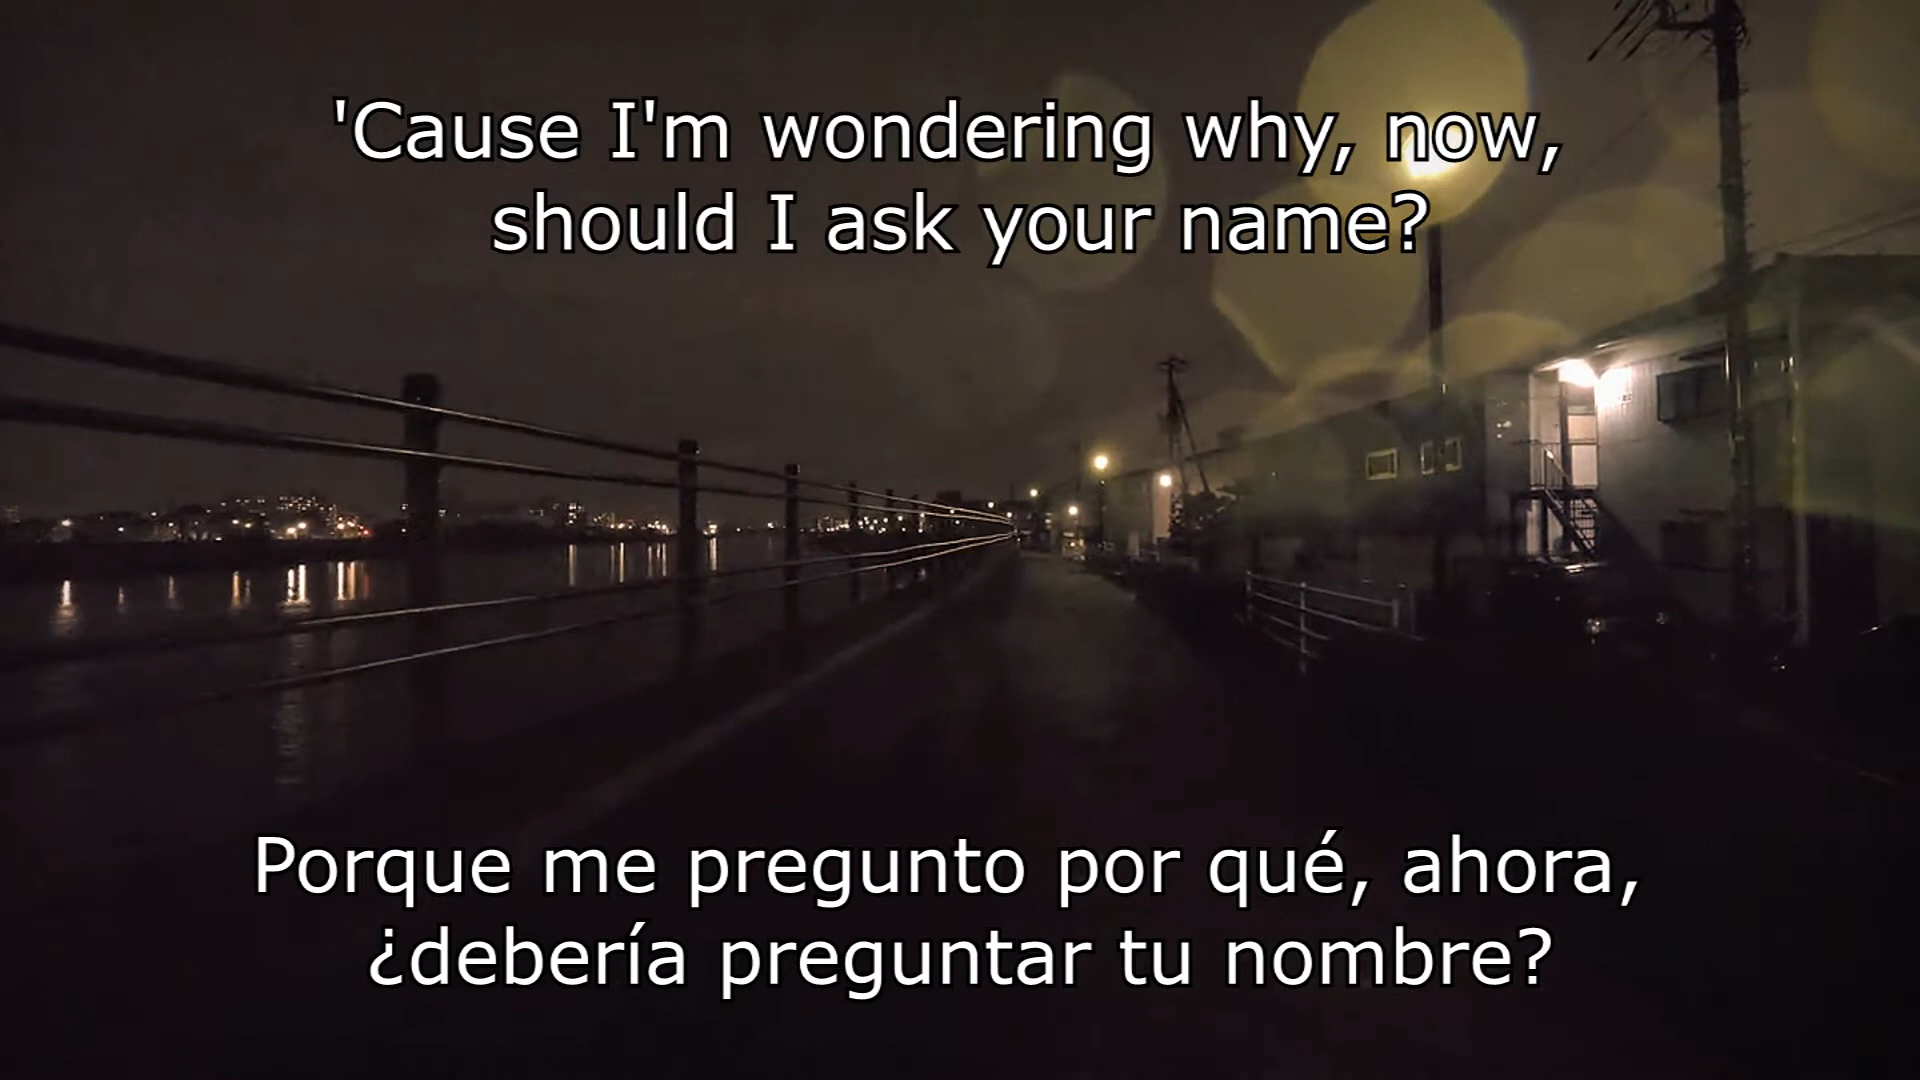 'Cause I'm wondering why, now,
should I ask your name?
Porque me pregunto por qué, ahora,
¿debería preguntar tu nombre?